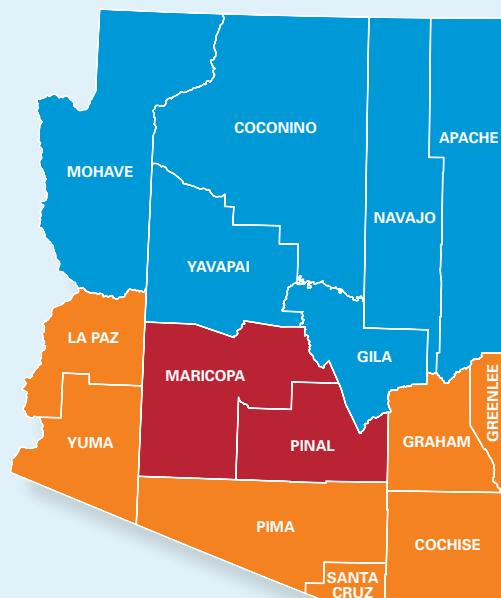 COCONINO
APACHE
MOHAVE
NAVAJO
YAVAPAI
LA PAZ
GILA
MARICOPA
GREENLEE
YUMA
PINAL
GRAHAM
PIMA
COCHISE
SANTA
CRUZ